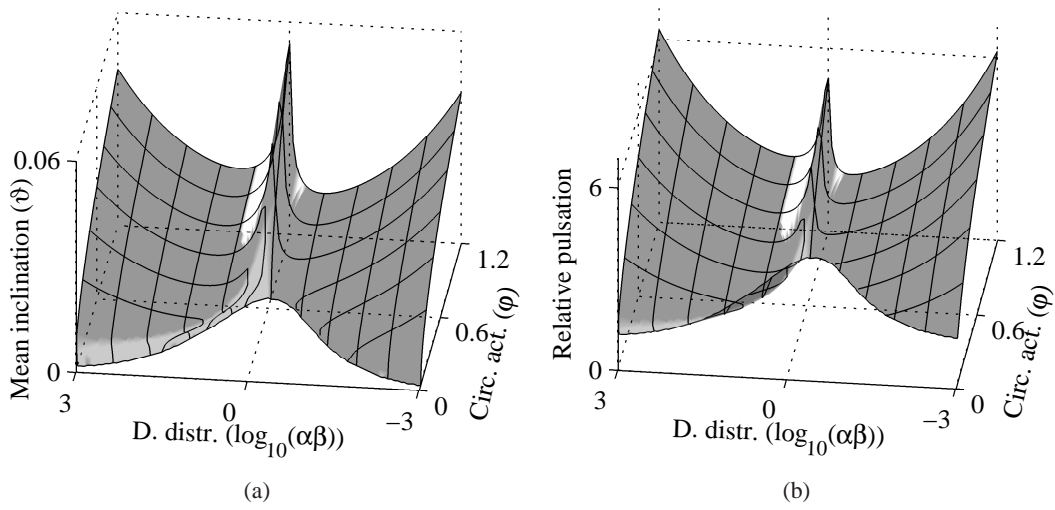 0.06
Mean inclination (ϑ)
0
3
0
−3
D. distr. (log10(αβ))
0
0.6
1.2
Circ. act. (φ)
(a)
6
Relative pulsation
0
3
0
−3
D. distr. (log10(αβ))
0
0.6
1.2
Circ. act. (φ)
(b)